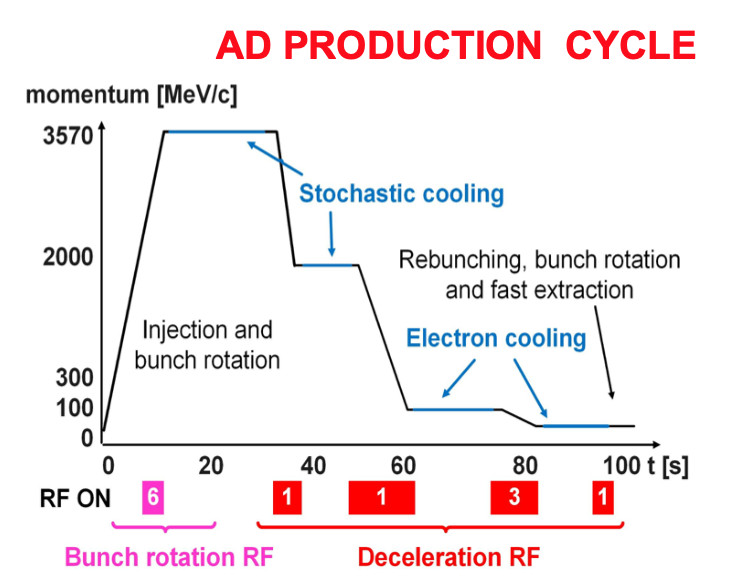 AD PRODUCTION CYCLE
momentum [MeV/c]
3570
Stochastic cooling
2000
Rebunching, bunch rotation
and fast extraction
Injection and
bunch rotation
Electron cooling
300
100
0
0 20 40 60 80 100 t [s]
RF ON 6 1 1 3 1
Bunch rotation RF Deceleration RF